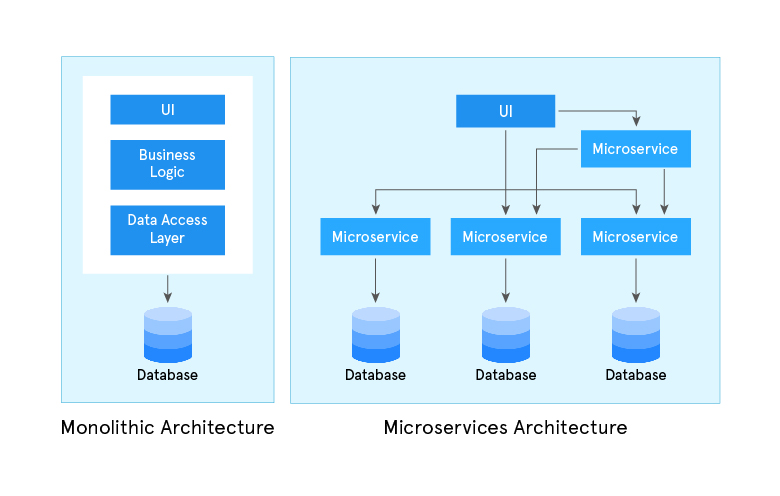 UI
Business
Logic
Data Access
Layer
Database
Monolithic Architecture
UI
Microservice
Microservice
Microservice
Microservice
Database
Database
Database
Microservices Architecture